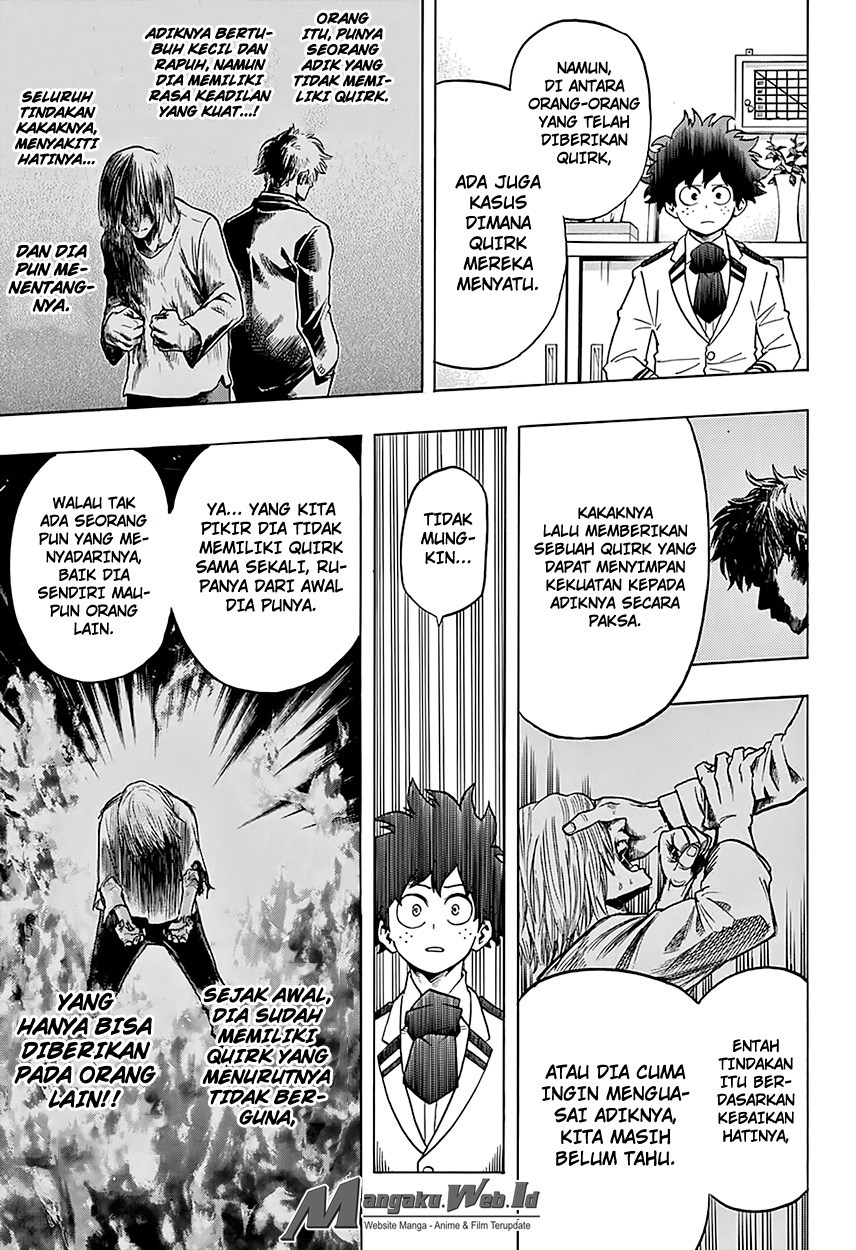 NAMUN,
DI ANTARA
ORANG-ORANG
YANG TELAH
DIBERIKAN
QUIRK,
ADA JUGA
KASUS
DIMANA
QUIRK
MEREKA
MENYATU.
ORANG
ITU, PUNYA
SEORANG
ADIK YANG
TIDAK MEMI-
LIKI QUIRK.
ADIKNYA BERTU-
BUH KECIL DAN
RAPUH, NAMUN
DIA MEMILIKI
RASA KEADILAN
YANG KUAT...!
SELURUH
TINDAKAN
KAKAKNYA,
MENYAKITI
HATINYA...
DAN DIA
PUN ME-
NENTANG-
NYA.
KAKAKNYA
LALU MEMBERIKAN
SEBUAH QUIRK YANG
DAPAT MENYIMPAN
KEKUATAN KEPADA
ADIKNYA SECARA
PAKSA.
ENTAH
TINDAKAN
ITU BER-
DASARKAN
KEBAIKAN
HATINYA,
ATAU DIA CUMA
INGIN MENGUA-
SAI ADIKNYA,
KITA MASIH
BELUM TAHU.
TIDAK
MUNG-
KIN...
YA... YANG KITA
PIKIR DIA TIDAK
MEMILIKI QUIRK
SAMA SEKALI, RU-
PANYA DARI AWAL
DIA PUNYA.
WALAU TAK
ADA SEORANG
PUN YANG ME-
NYADARINYA,
BAIK DIA
SENDIRI MAU-
PUN ORANG
LAIN.
SEJAK AWAL,
DIA SUDAH
MEMILIKI
QUIRK YANG
MENURUTNYA
TIDAK BER-
GUNA,
YANG
HANYA BISA
DIBERIKAN
PADA ORANG
LAIN!!
Mangaku.Web.Id
Website Manga - Anime & Film Terupdate